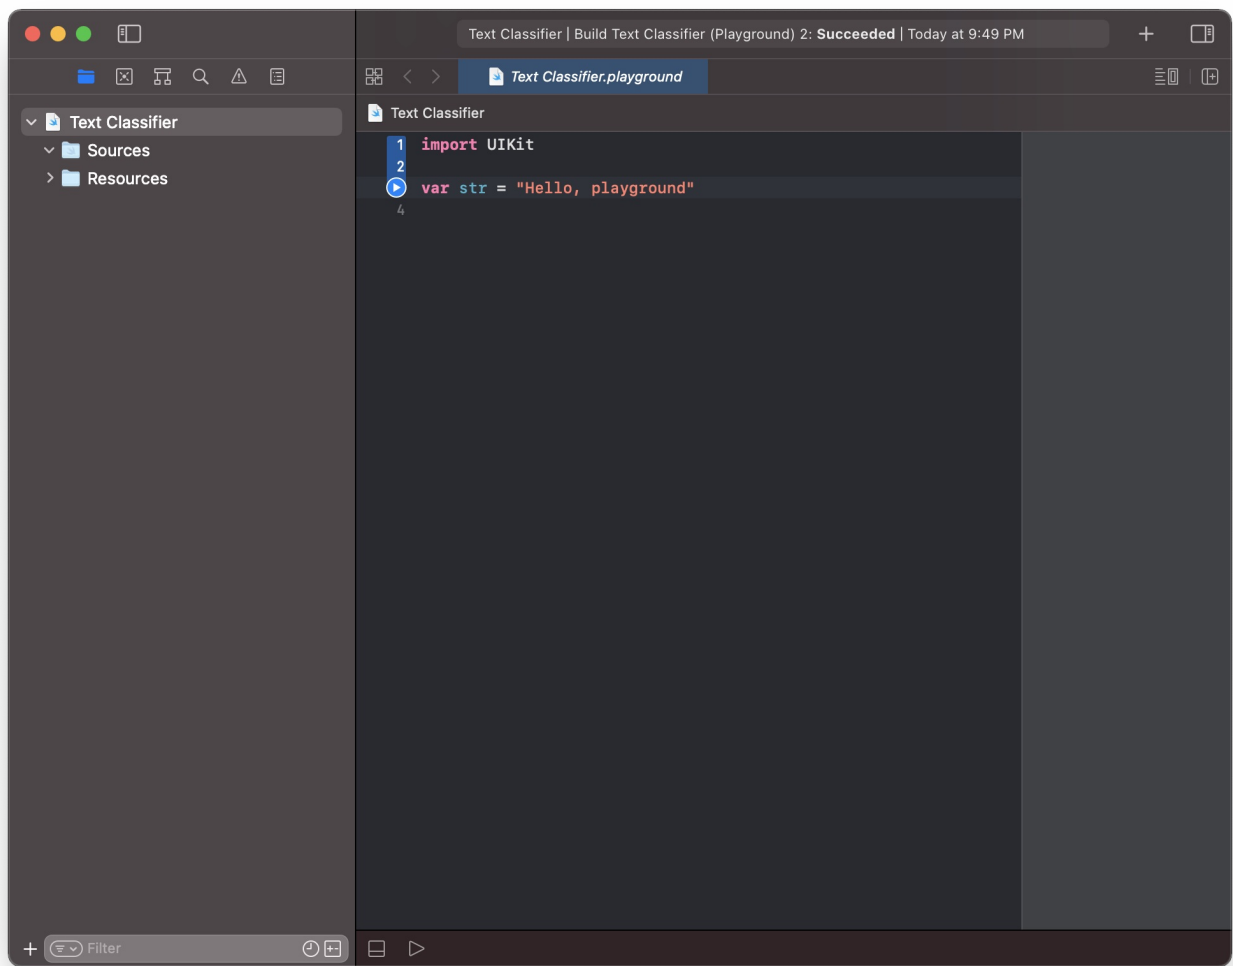 Text Classifier | Build Text Classifier (Playground) 2: Succeeded | Today at 9:49 PM
Text Classifier.playground
Text Classifier
Text Classifier
Sources
Resources
1 import UIKit
2
var str = "Hello, playground"
4
Filter